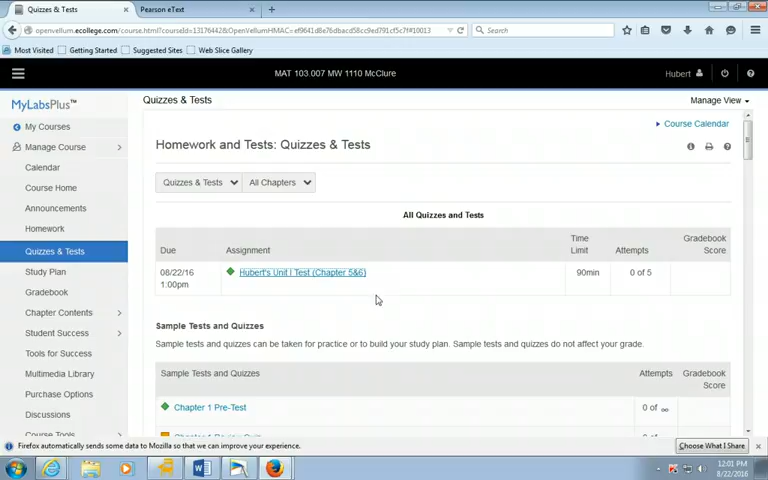 Quizzes & Tests
Pearson eText
openvellum.ecollege.com/course.html?courseId=13176442&OpenVellumHMAC=ef9641d8e76dbacd58cc9ed791cf5c7f#10013
Search
Most Visited
Getting Started
Suggested Sites
Web Slice Gallery
MAT 103.007 MW 1110 McClure
Hubert
MyLabsPlus™
Quizzes & Tests
Manage View
My Courses
Course Calendar
Manage Course
Homework and Tests: Quizzes & Tests
Calendar
Course Home
Quizzes & Tests
All Chapters
Announcements
Homework
All Quizzes and Tests
Quizzes & Tests
Due
Assignment
Time Limit
Attempts
Gradebook Score
Study Plan
08/22/16 1:00pm
Hubert's Unit I Test (Chapter 5&6)
90min
0 of 5
Gradebook
Chapter Contents
Sample Tests and Quizzes
Student Success
Sample tests and quizzes can be taken for practice or to build your study plan. Sample tests and quizzes do not affect your grade.
Tools for Success
Multimedia Library
Sample Tests and Quizzes
Attempts
Gradebook Score
Purchase Options
Chapter 1 Pre-Test
0 of ∞
Discussions
Course Tools
Firefox automatically sends some data to Mozilla so that we can improve your experience.
Choose What I Share
12:01 PM
8/22/2016